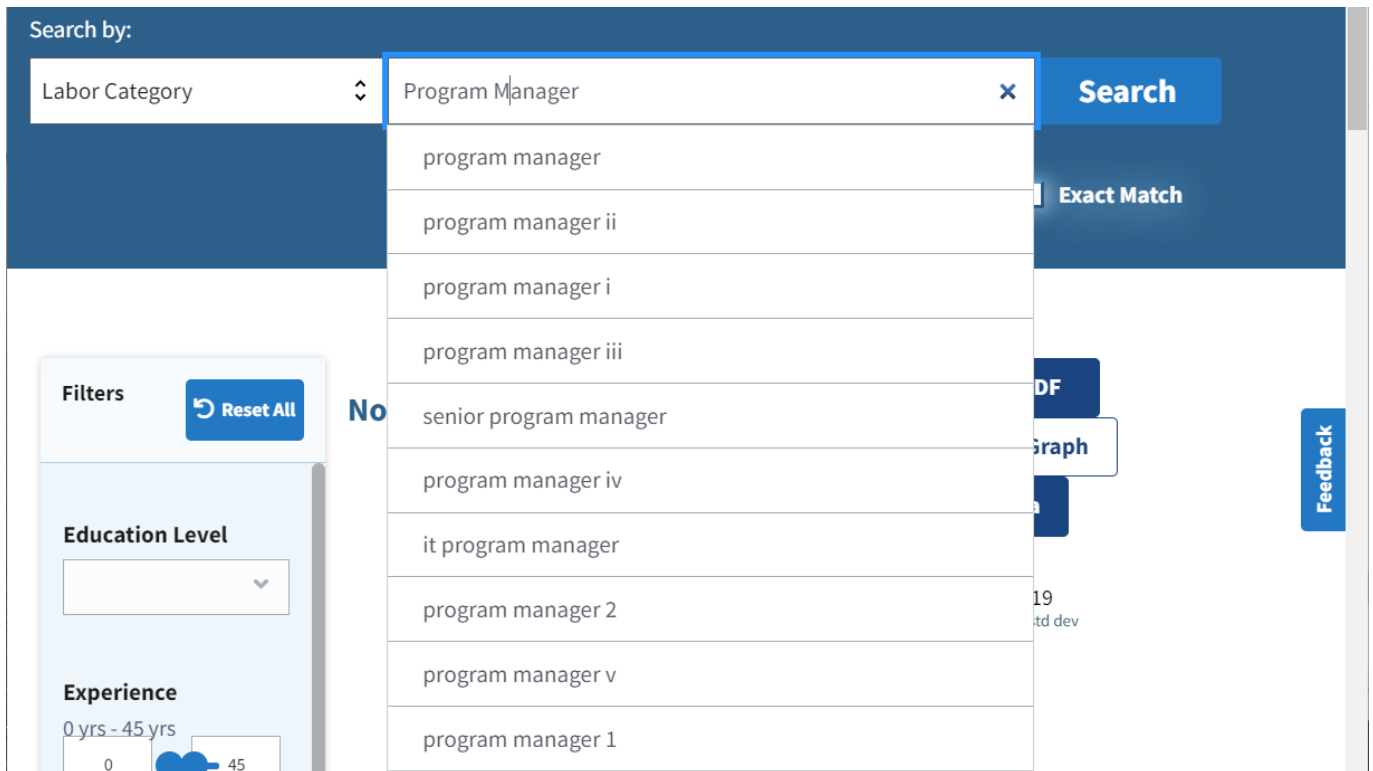 Search by:
Labor Category
Program Manager
Search
program manager
program manager ii
Exact Match
program manager i
program manager iii
Filters
Reset All
No
senior program manager
DF
Graph
program manager iv
Feedback
Education Level
it program manager
a
19
std dev
program manager 2
program manager v
Experience
0 yrs - 45 yrs
program manager 1
0
45